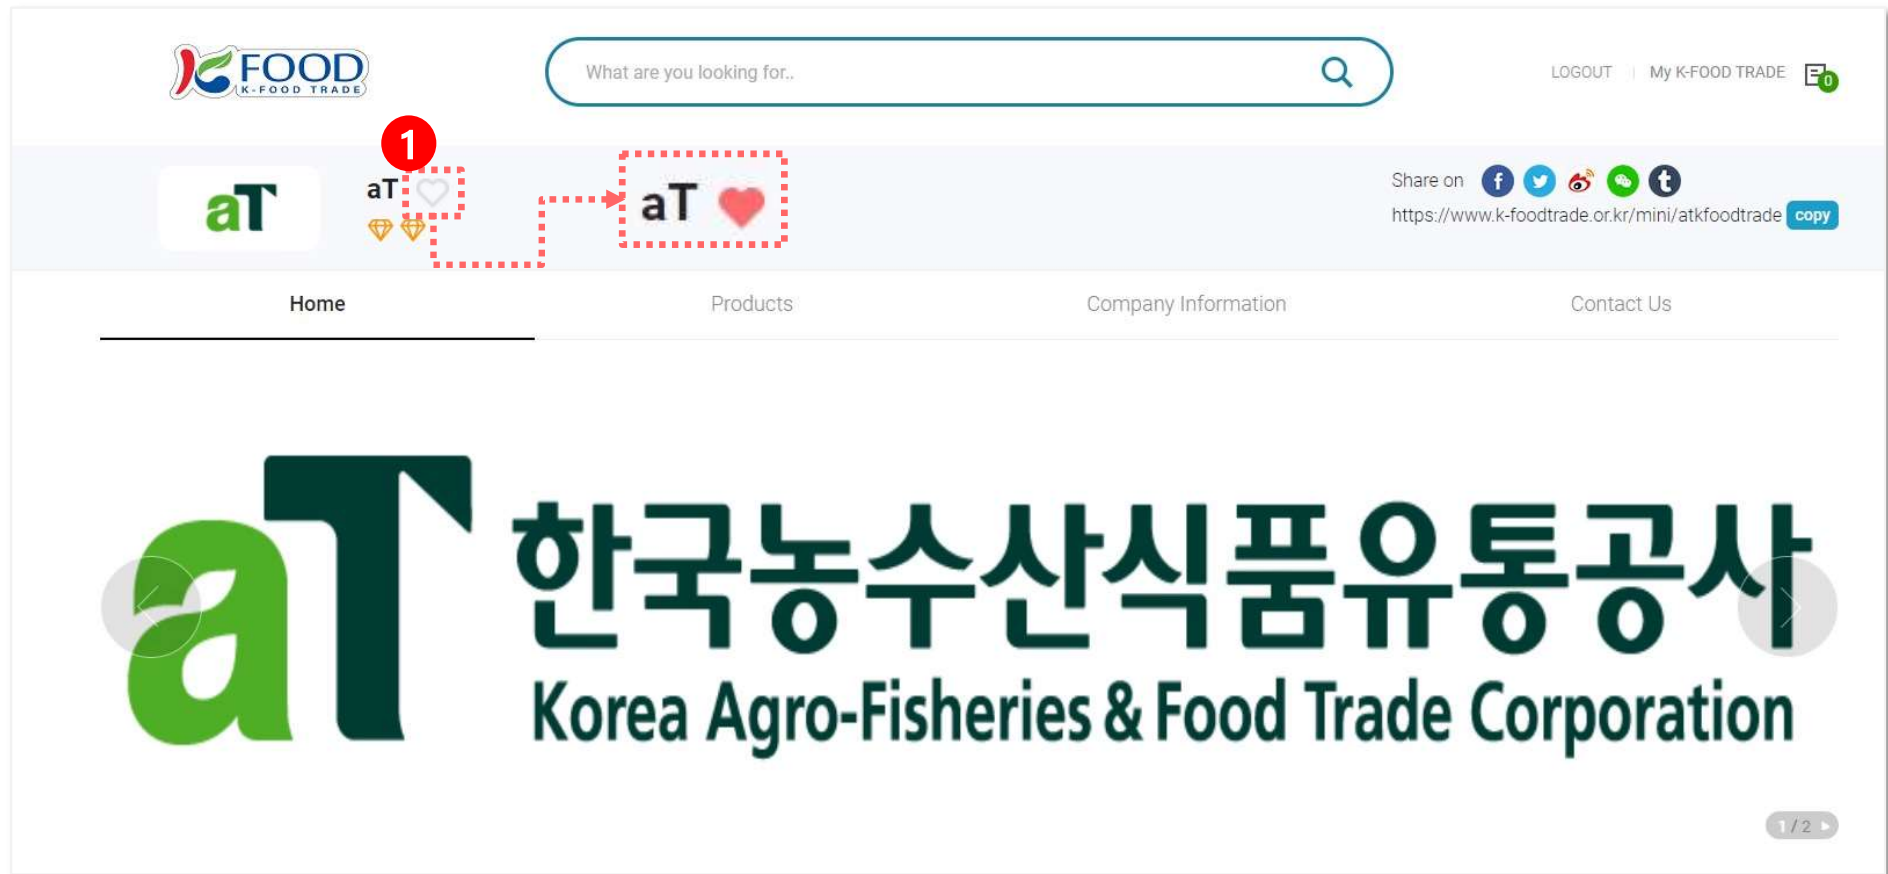 FOOD
K-FOOD TRADE
What are you looking for..
LOGOUT
My K-FOOD TRADE
0
1
aT
aT
aT
Share on
https://www.k-foodtrade.or.kr/mini/atkfoodtrade copy
Home
Products
Company Information
Contact Us
aT 한국농수산식품유통공사
Korea Agro-Fisheries & Food Trade Corporation
1 / 2